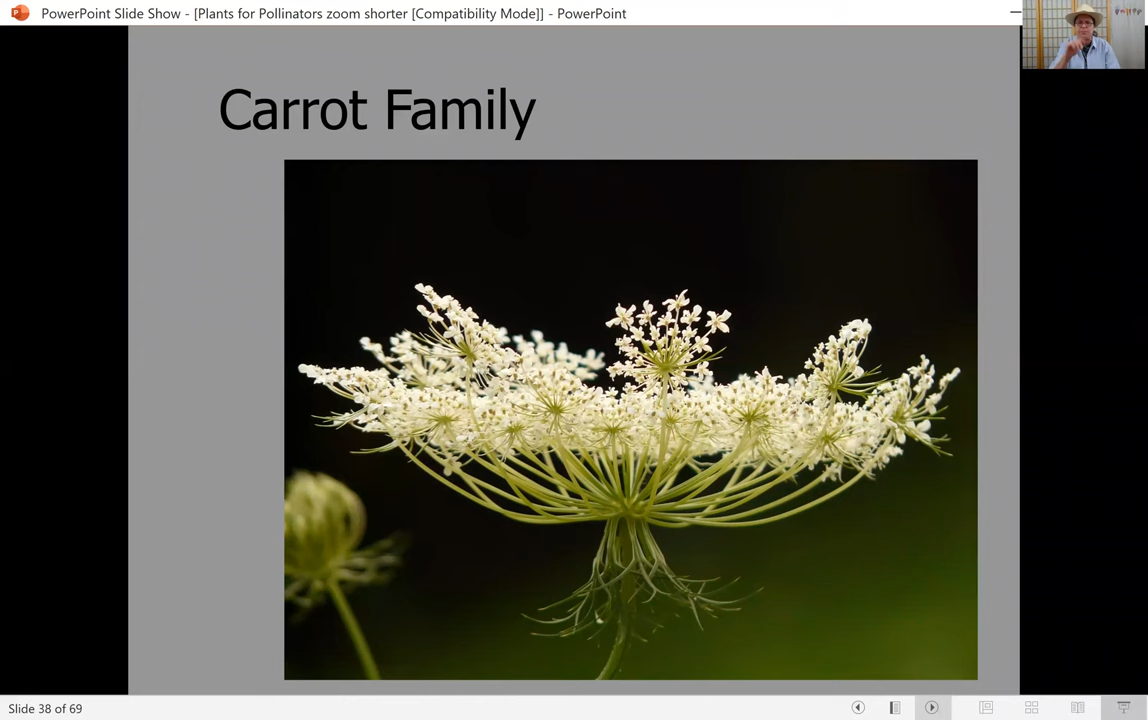 PowerPoint Slide Show - [Plants for Pollinators zoom shorter [Compatibility Mode]] - PowerPoint
Carrot Family
Slide 38 of 69